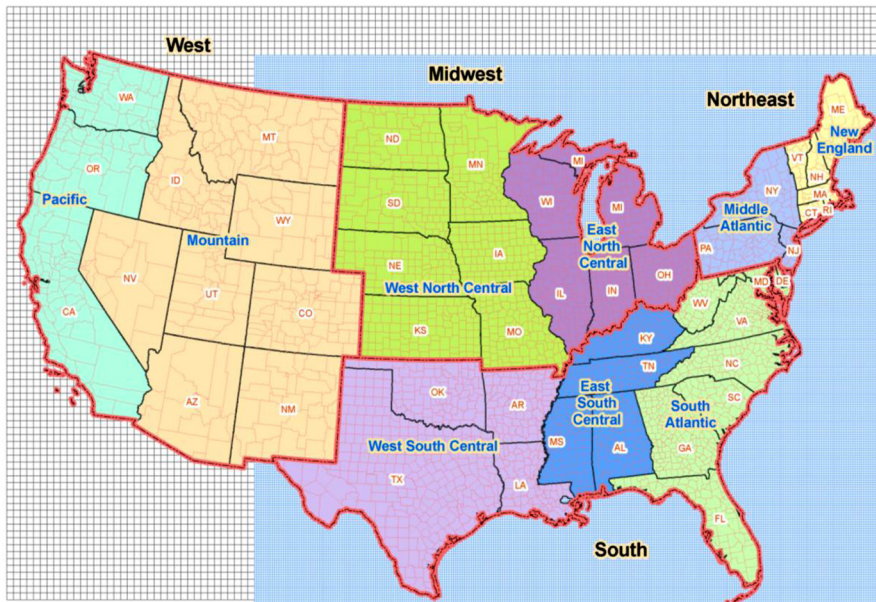 West
Midwest
Northeast
WA
MT
ND
MN
ME
New
England
VT
NH
OR
ID
MI
NY
MA
CT
RI
Pacific
SD
WI
MI
Middle
Atlantic
WY
Mountain
East
North
Central
PA
NJ
NE
IA
OH
MD
DE
NV
UT
West North Central
IL
IN
WV
CA
CO
KS
MO
VA
KY
NC
TN
AZ
NM
OK
AR
East
South
Central
SC
South
Atlantic
West South Central
MS
AL
GA
TX
LA
FL
South